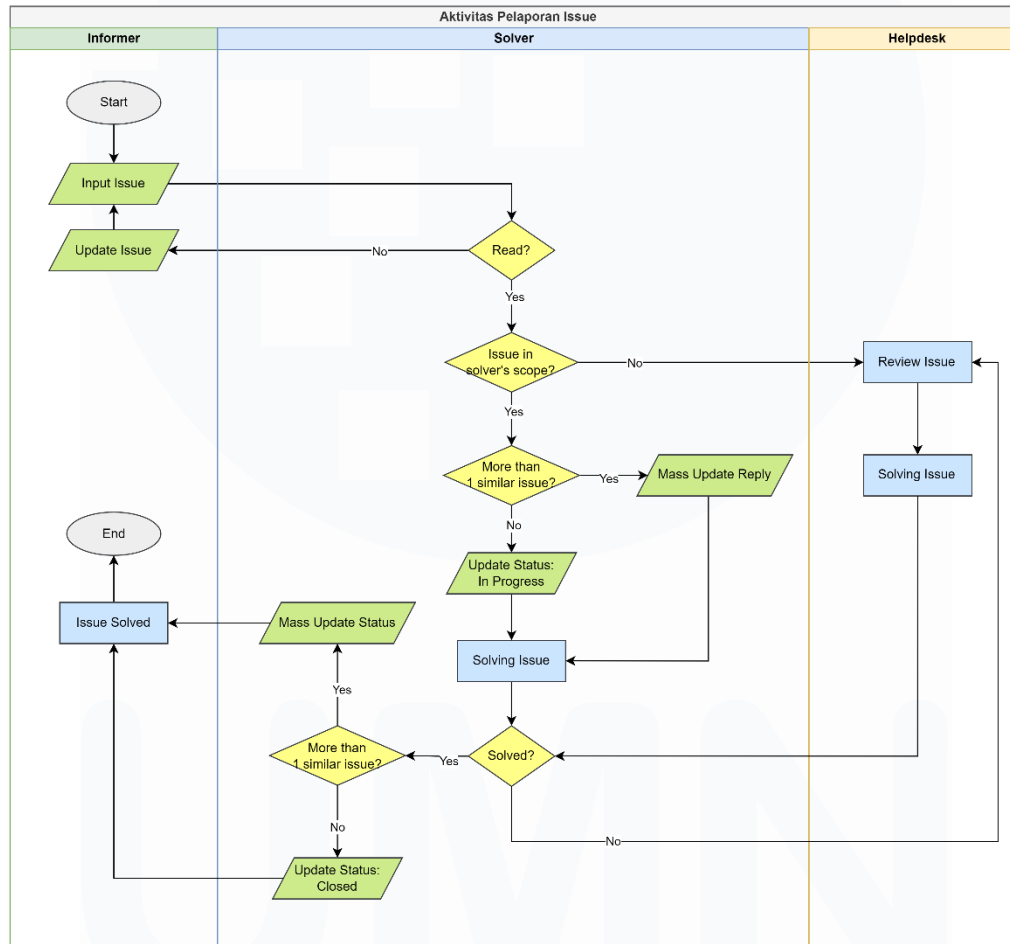 Aktivitas Pelaporan Issue
Informer
Solver
Helpdesk
Start
Input Issue
Update Issue
No
Read?
Yes
Issue in
solver's scope?
No
Review Issue
Yes
More than
1 similar issue?
Yes
Mass Update Reply
Solving Issue
No
End
Update Status:
In Progress
Issue Solved
Mass Update Status
Solving Issue
Yes
More than
1 similar issue?
Yes
Solved?
No
No
Update Status:
Closed
UMN